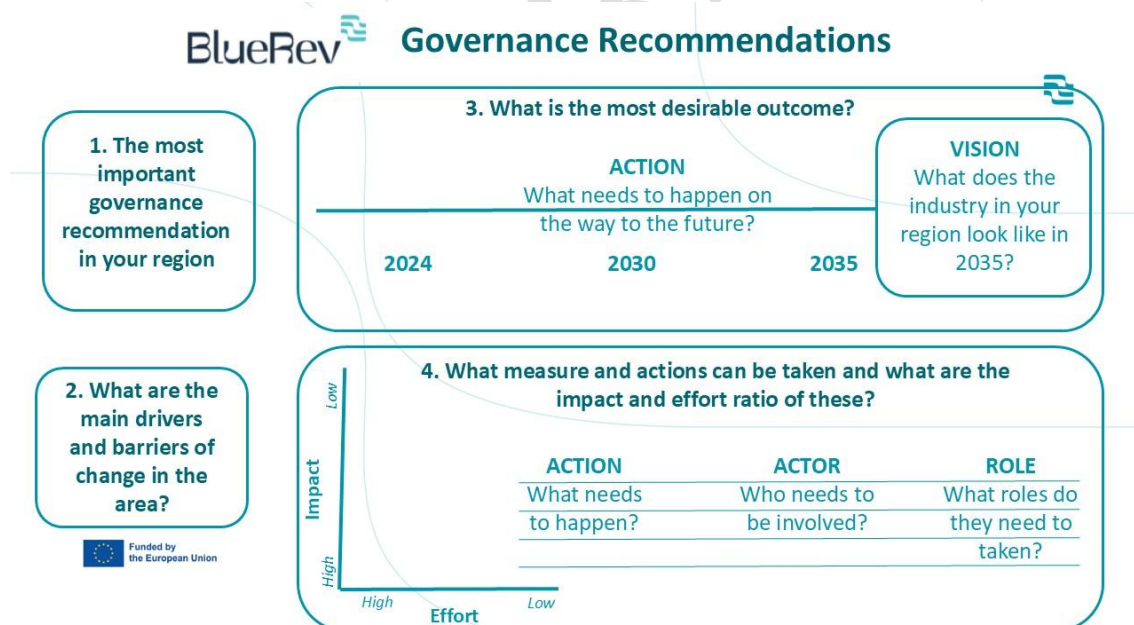 BlueRev
Governance Recommendations
1. The most
important
governance
recommendation
in your region
2. What are the
main drivers
and barriers of
change in the
area?
Funded by
the European Union
3. What is the most desirable outcome?
ACTION
What needs to happen on
the way to the future?
2024
2030
2035
VISION
What does the
industry in your
region look like in
2035?
4. What measure and actions can be taken and what are the
impact and effort ratio of these?
Low
Impact
High
High
Low
Effort
ACTION
What needs
to happen?
ACTOR
Who needs to
be involved?
ROLE
What roles do
they need to
taken?